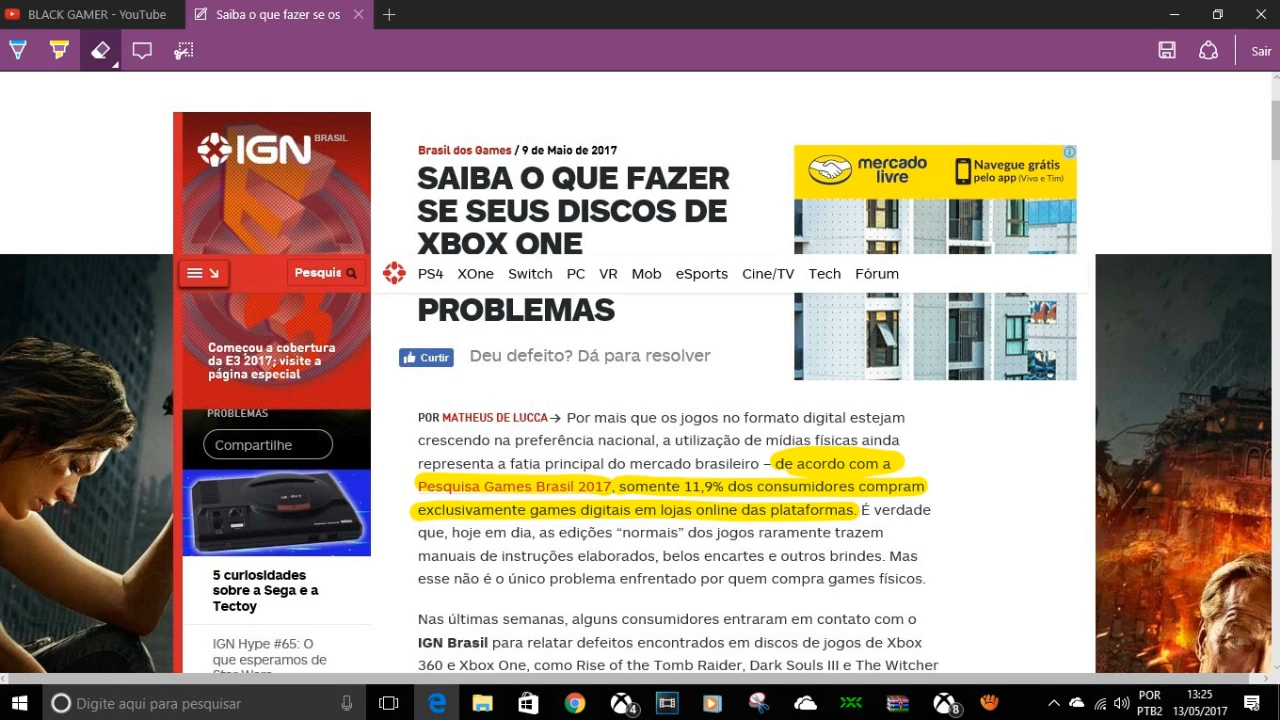 BLACK GAMER - YouTube
Saiba o que fazer se os
Sair
IGN BRASIL
Começou a cobertura
da E3 2017; visite a
página especial
PROBLEMAS
Compartilhe
5 curiosidades
sobre a Sega e a
Tectoy
IGN Hype #65: O
que esperamos de
Pesquis
PS4 XOne Switch PC VR Mob eSports Cine/TV Tech Fórum
Brasil dos Games / 9 de Maio de 2017
SAIBA O QUE FAZER
SE SEUS DISCOS DE
XBOX ONE
PROBLEMAS
Curtir
Deu defeito? Dá para resolver
POR MATHEUS DE LUCCA → Por mais que os jogos no formato digital estejam
crescendo na preferência nacional, a utilização de mídias físicas ainda
representa a fatia principal do mercado brasileiro – de acordo com a
Pesquisa Games Brasil 2017, somente 11,9% dos consumidores compram
exclusivamente games digitais em lojas online das plataformas. É verdade
que, hoje em dia, as edições “normais” dos jogos raramente trazem
manuais de instruções elaborados, belos encartes e outros brindes. Mas
esse não é o único problema enfrentado por quem compra games físicos.
Nas últimas semanas, alguns consumidores entraram em contato com o
IGN Brasil para relatar defeitos encontrados em discos de jogos de Xbox
360 e Xbox One, como Rise of the Tomb Raider, Dark Souls III e The Witcher
mercado
livre
Navegue grátis
pelo app (Vivo e Tim)
Digite aqui para pesquisar
4
8
POR
PTB2
13:25
13/05/2017